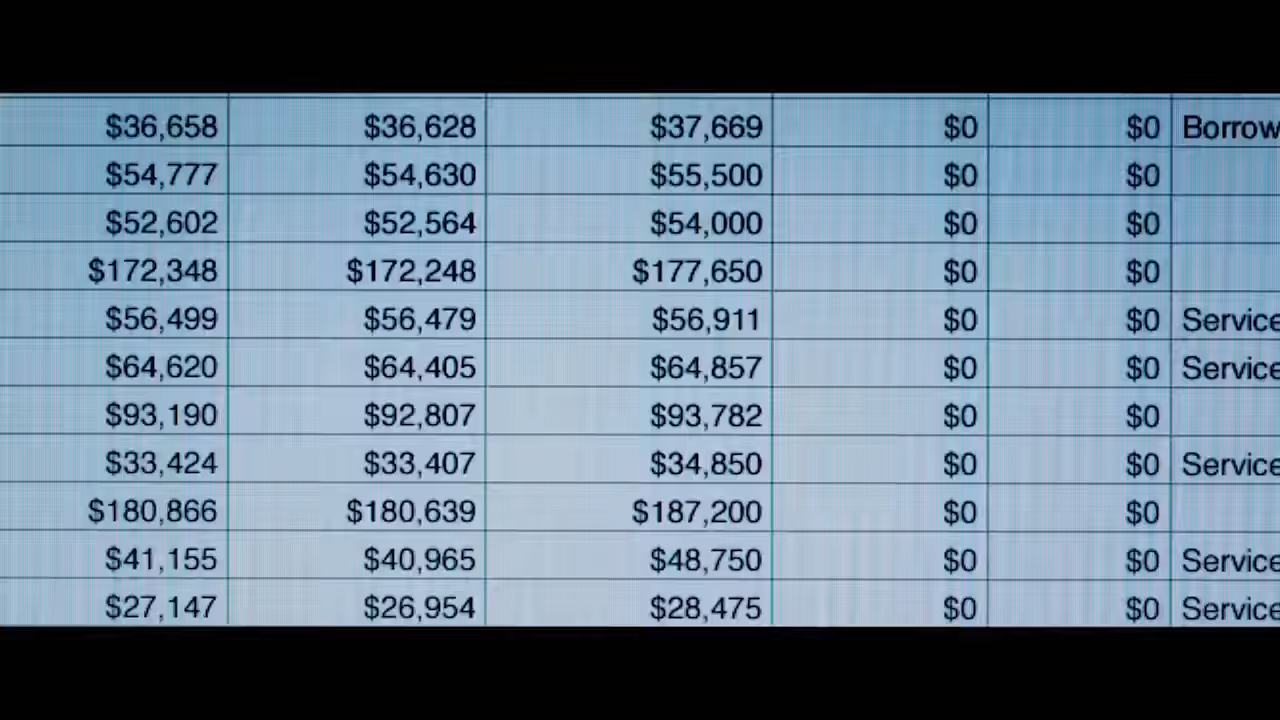 $36,658 $36,628 $37,669 $0 $0 Borrow
$54,777 $54,630 $55,500 $0 $0
$52,602 $52,564 $54,000 $0 $0
$172,348 $172,248 $177,650 $0 $0
$56,499 $56,479 $56,911 $0 $0 Service
$64,620 $64,405 $64,857 $0 $0 Service
$93,190 $92,807 $93,782 $0 $0
$33,424 $33,407 $34,850 $0 $0 Service
$180,866 $180,639 $187,200 $0 $0
$41,155 $40,965 $48,750 $0 $0 Service
$27,147 $26,954 $28,475 $0 $0 Service